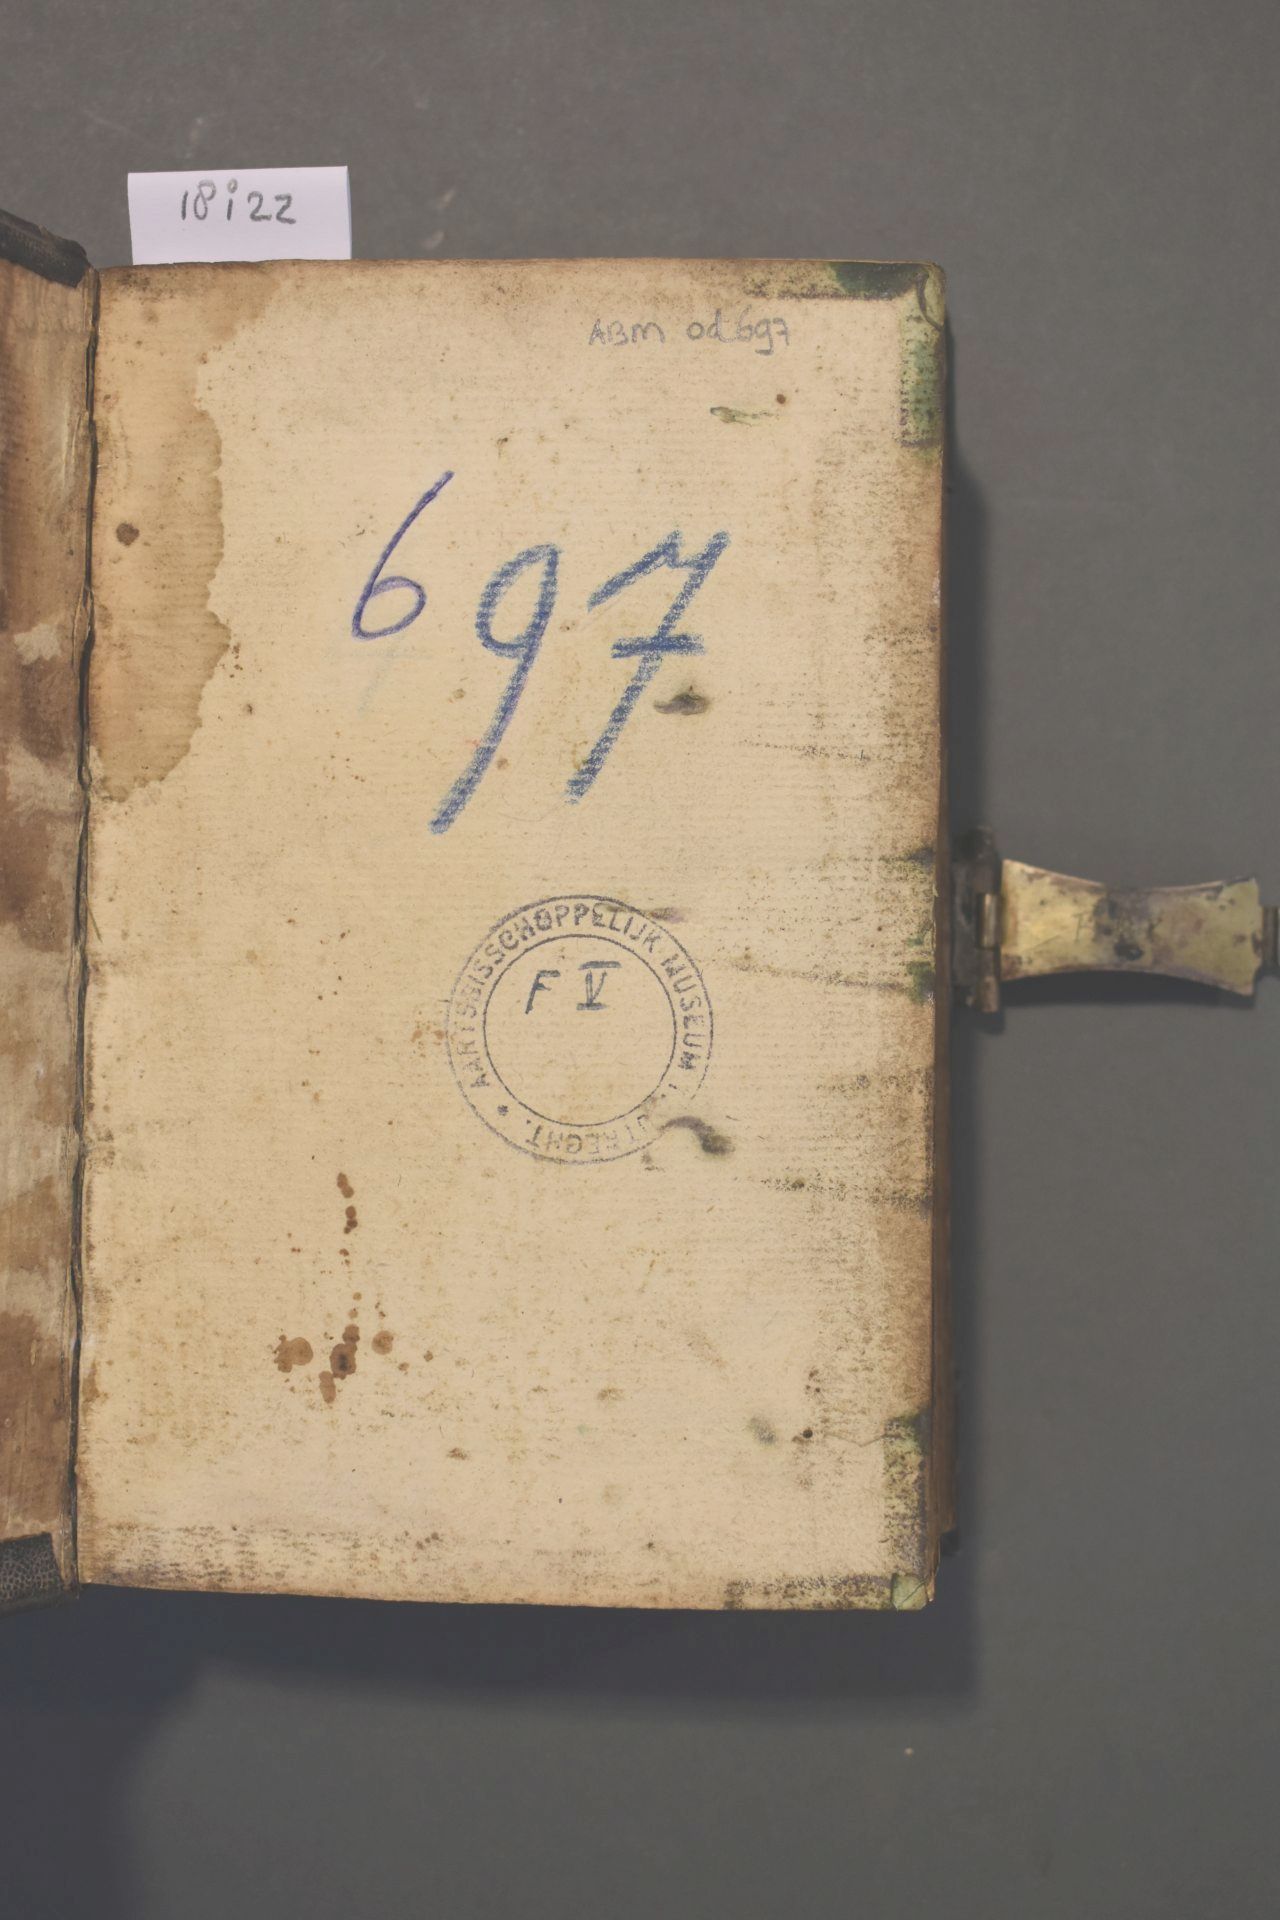 18i22
ABM od697
697
AARTSBISSCHOPPELIJK MUSEUM
F V
UTRECHT.